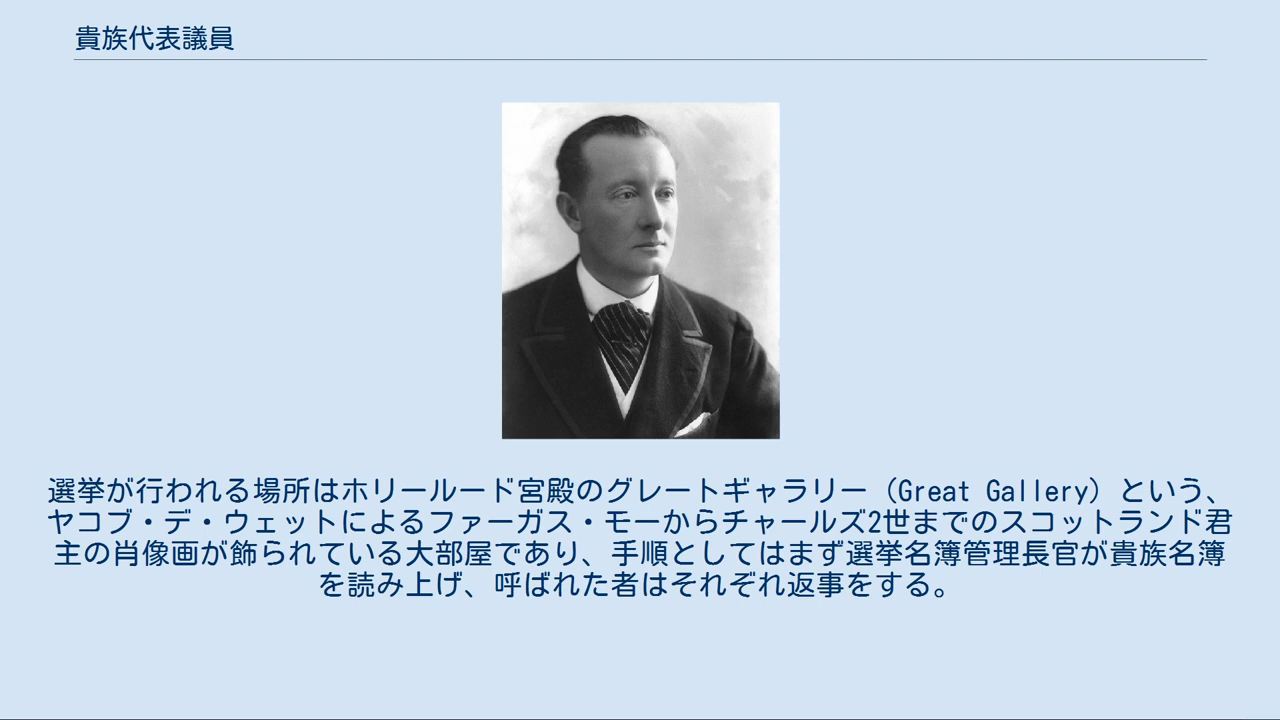 貴族代表議員
選挙が行われる場所はホリールード宮殿のグレートギャラリー（Great Gallery）という、
ヤコブ・デ・ウェットによるファーガス・モーからチャールズ2世までのスコットランド君
主の肖像画が飾られている大部屋であり、手順としてはまず選挙名簿管理長官が貴族名簿
を読み上げ、呼ばれた者はそれぞれ返事をする。